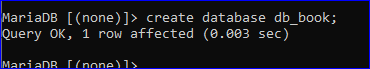 MariaDB [(none)]> create database db_book;
Query OK, 1 row affected (0.003 sec)
MariaDB [(none)]>